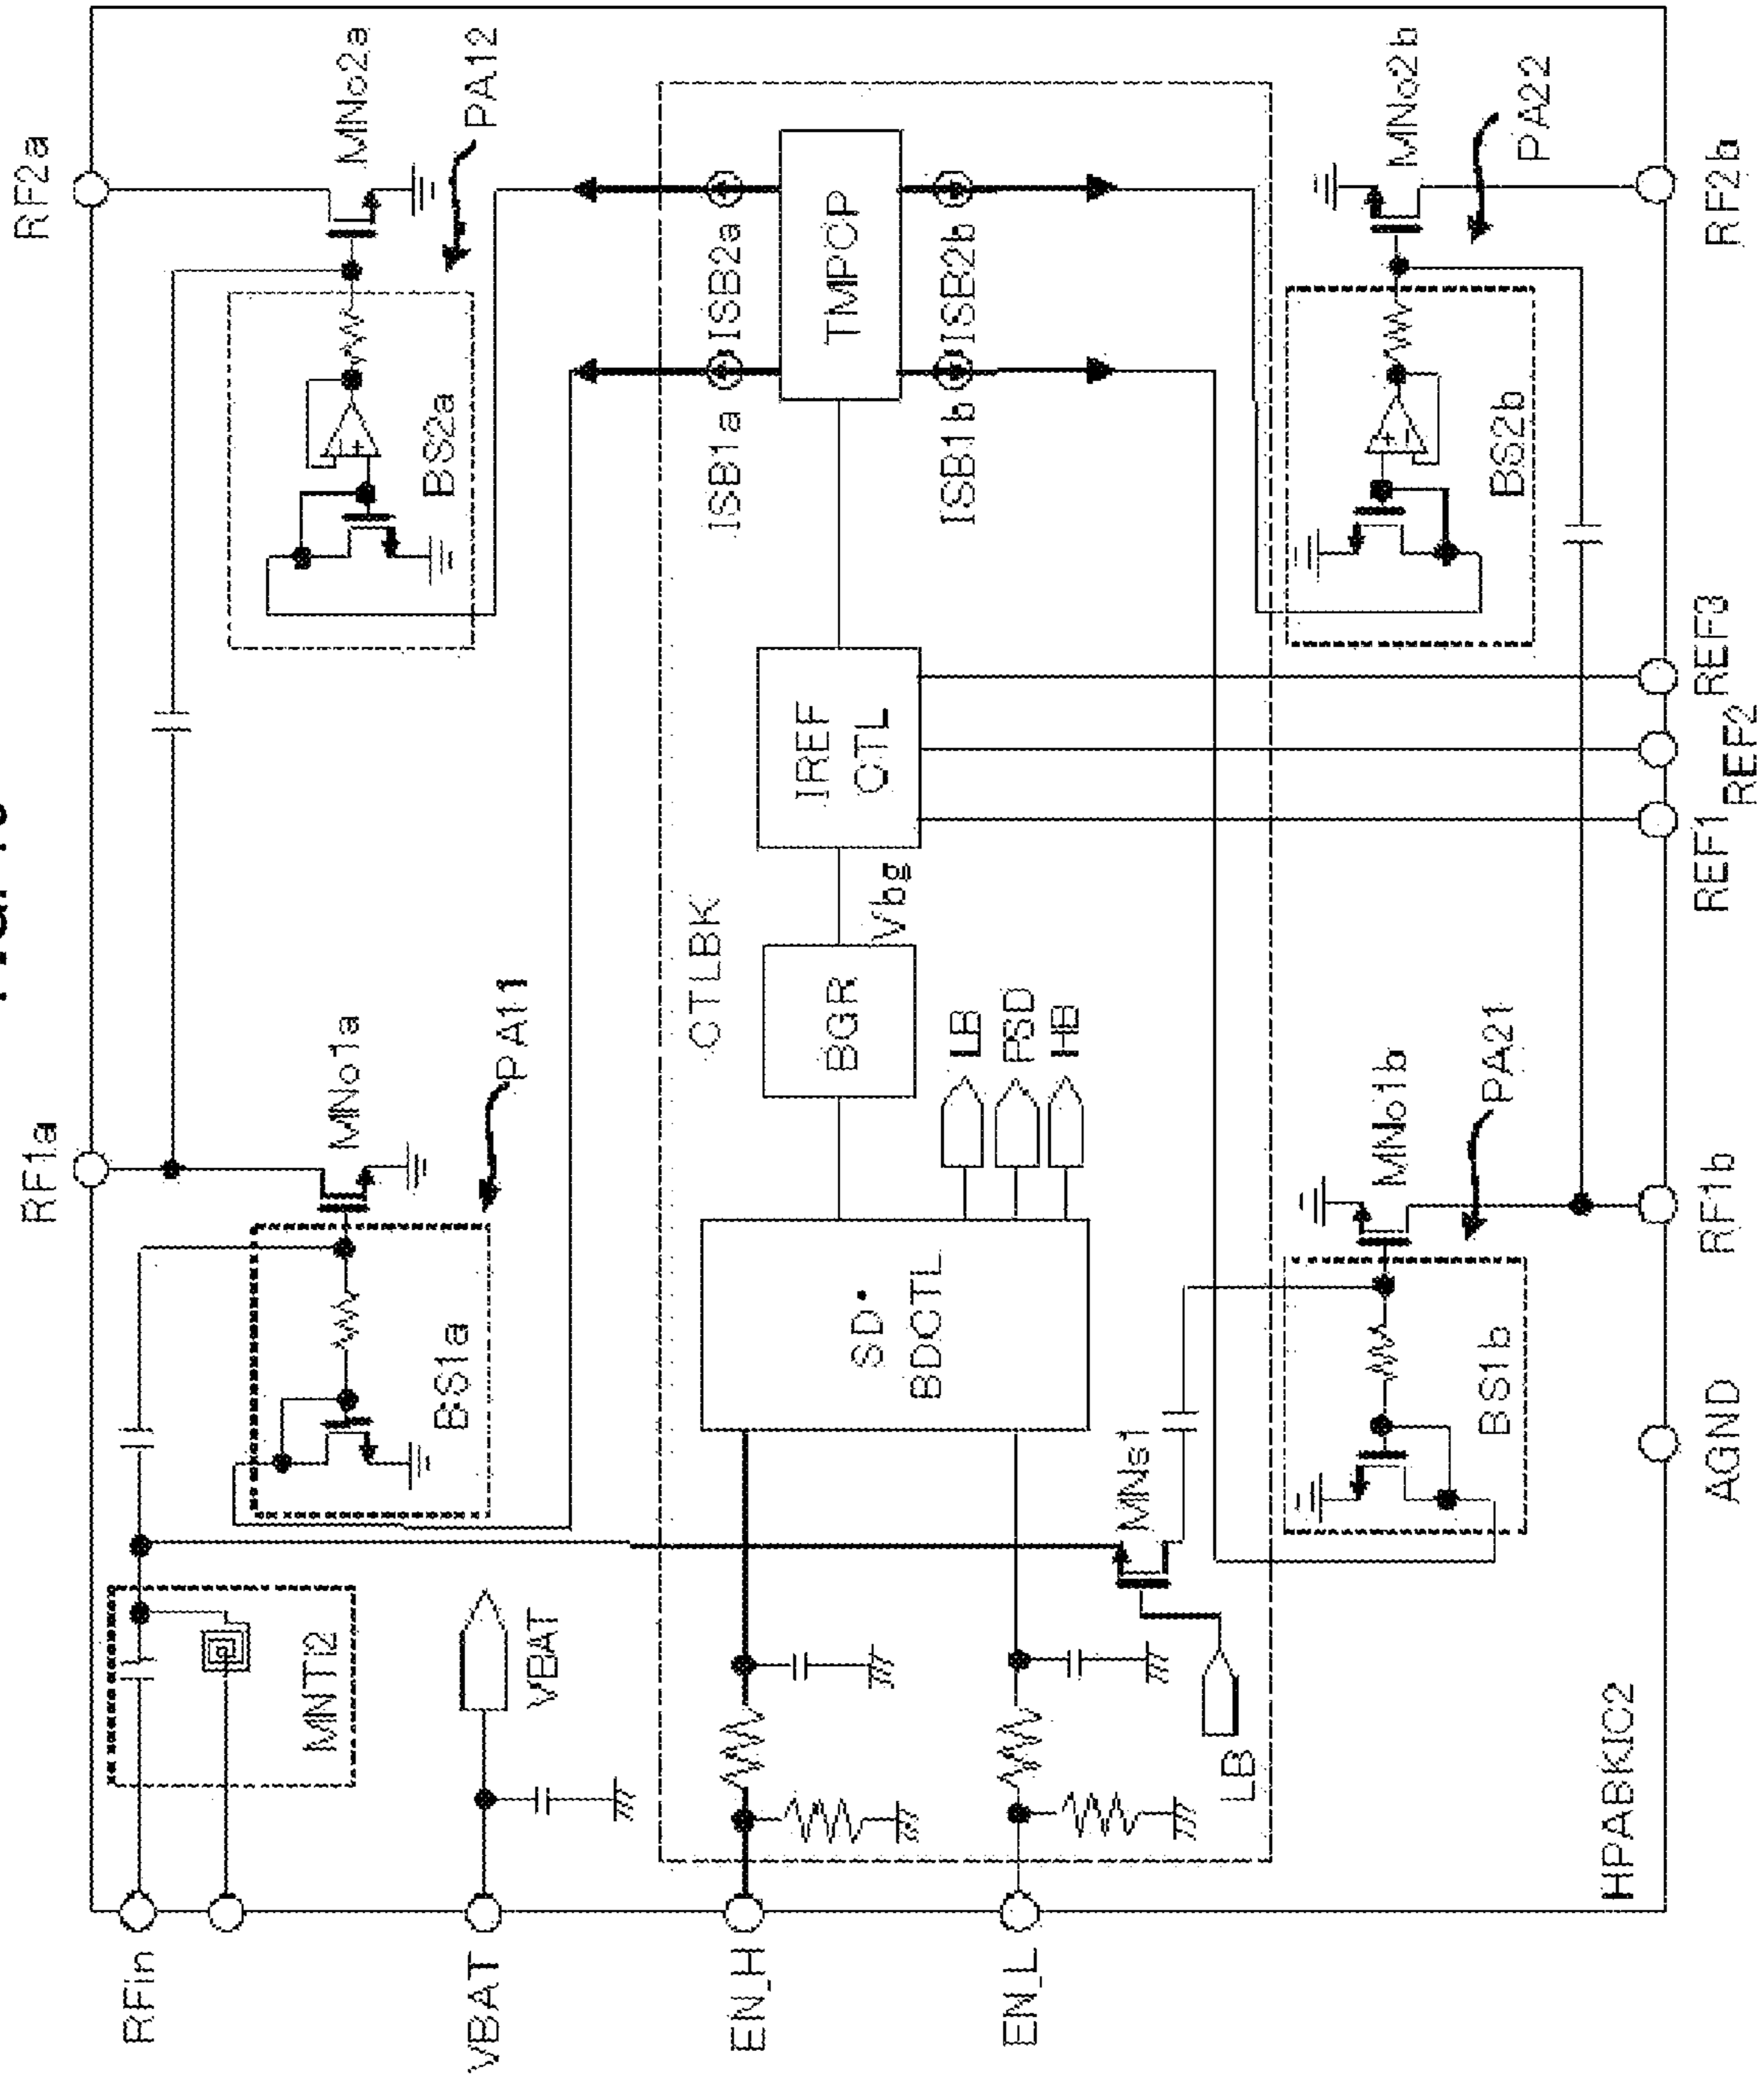 RF1a
RF2a
MNo1a
MNo2a
PA11
PA12
BS1a
BS2a
MNT12
RFin
VBAT
VBAT
EN_H
EN_L
CTLBK
SD•
BDCTL
BGR
Vbg
IREF
CTL
TMPCP
ISB1a
ISB2a
ISB1b
ISB2b
LB
PSD
HB
MNs1
LB
BS1b
BS2b
MNo1b
MNo2b
PA21
PA22
HPABKIC2
AGND
RF1b
REF1
REF2
REF3
RF2b